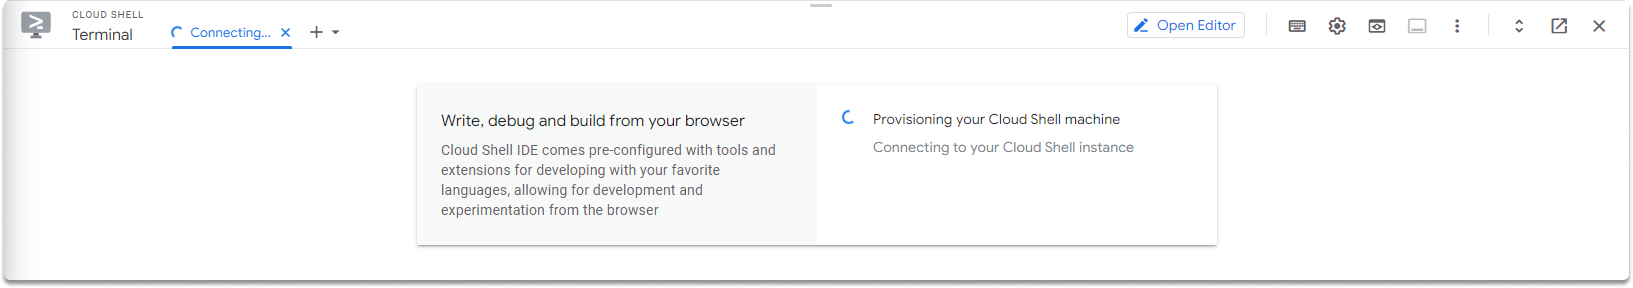 CLOUD SHELL
Terminal
Connecting...
Open Editor
Write, debug and build from your browser
Cloud Shell IDE comes pre-configured with tools and
extensions for developing with your favorite
languages, allowing for development and
experimentation from the browser
Provisioning your Cloud Shell machine
Connecting to your Cloud Shell instance